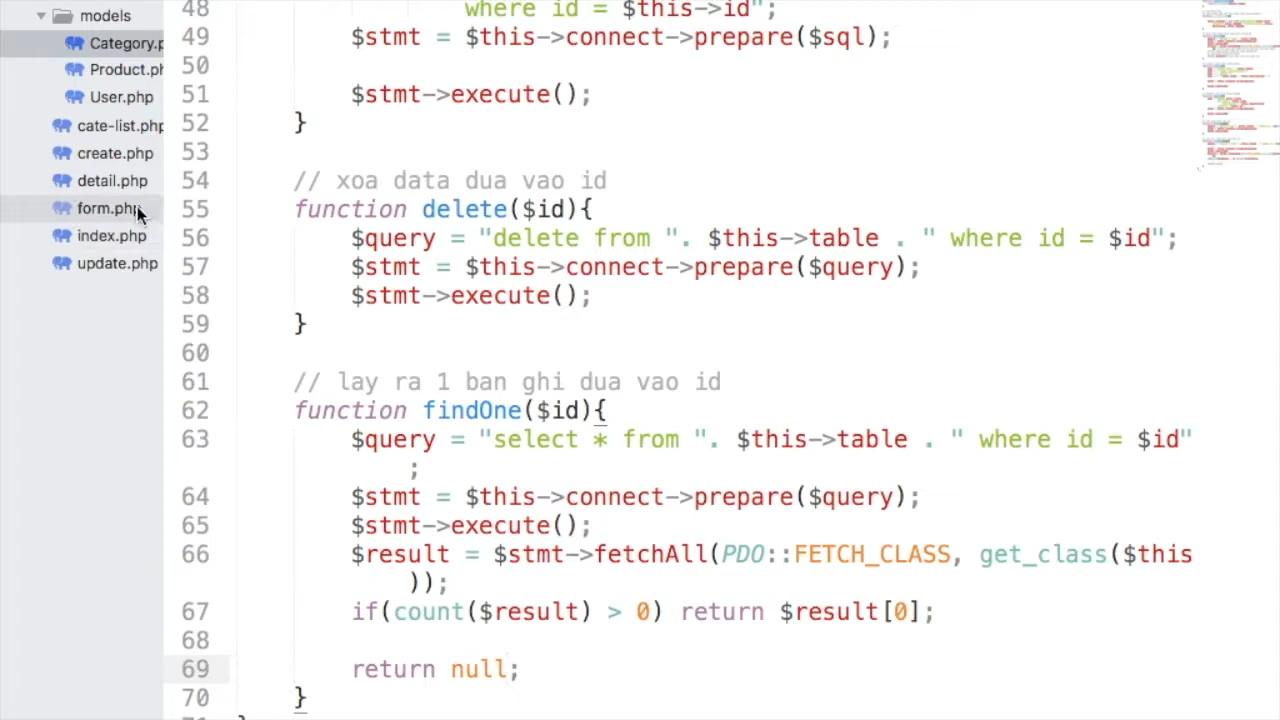 models
Category.p
Product.ph
User.php
cate-list.php
create.php
detail.php
form.php
index.php
update.php
48 where id = $this->id";
49 $stmt = $this->connect->prepare($sql);
50
51 $stmt->execute();
52 }
53
54 // xoa data dua vao id
55 function delete($id){
56 $query = "delete from ". $this->table . " where id = $id";
57 $stmt = $this->connect->prepare($query);
58 $stmt->execute();
59 }
60
61 // lay ra 1 ban ghi dua vao id
62 function findOne($id){
63 $query = "select * from ". $this->table . " where id = $id"
;
64 $stmt = $this->connect->prepare($query);
65 $stmt->execute();
66 $result = $stmt->fetchAll(PDO::FETCH_CLASS, get_class($this
));
67 if(count($result) > 0) return $result[0];
68
69 return null;
70 }